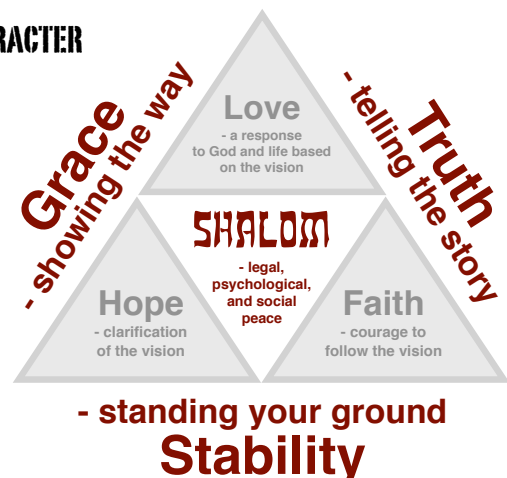 RACTER
Grace
- showing the way
Truth
- telling the story
Love
- a response
to God and life based
on the vision
SHALOM
- legal,
psychological,
and social
peace
Hope
- clarification
of the vision
Faith
- courage to
follow the vision
- standing your ground
Stability